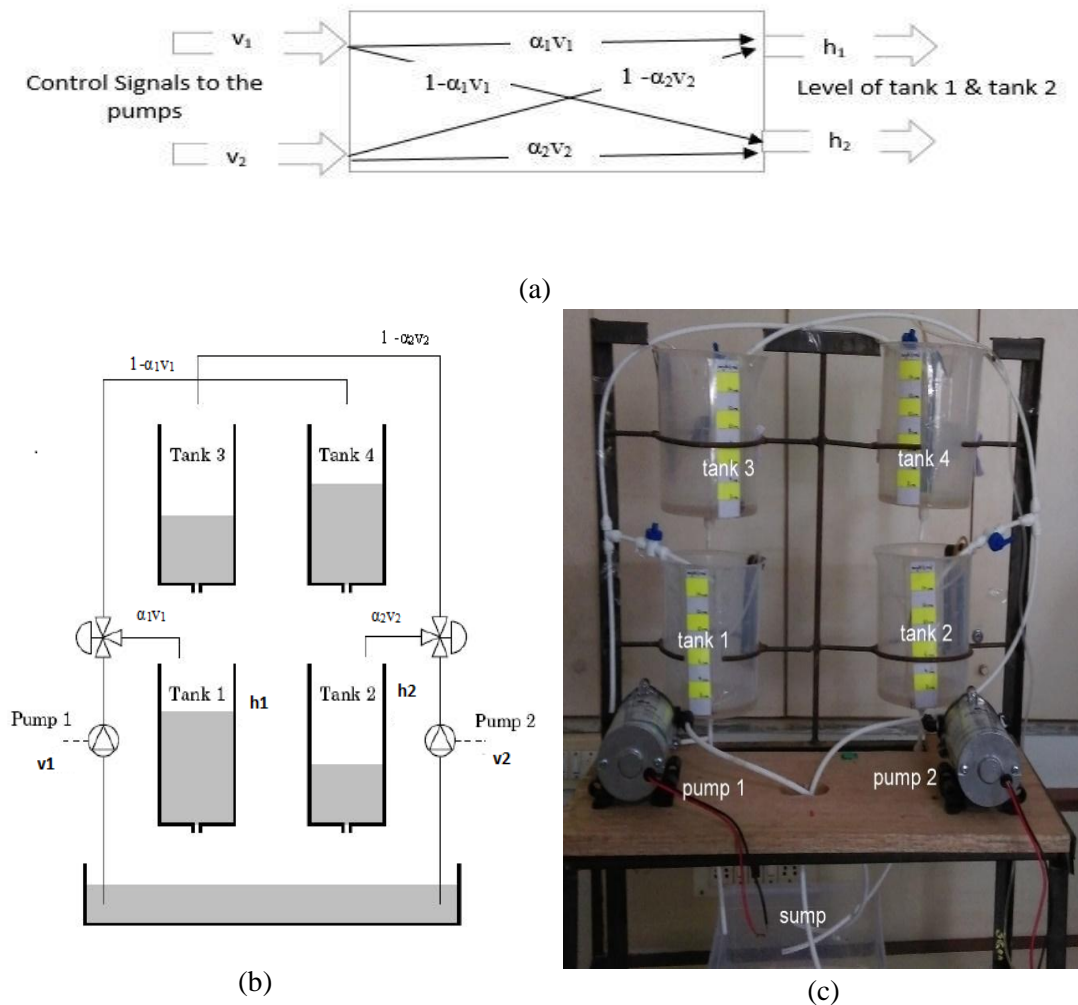 v₁
α₁v₁
h₁
Control Signals to the
pumps
1-α₁v₁
1 -α₂v₂
Level of tank 1 & tank 2
v₂
α₂v₂
h₂
(a)
1 -α₂v₂
1-α₁v₁
Tank 3
Tank 4
α₁v₁
α₂v₂
Tank 1
h1
Tank 2
h2
Pump 1
v1
Pump 2
v2
(b)
tank 3
tank 4
tank 1
tank 2
pump 1
pump 2
sump
(c)